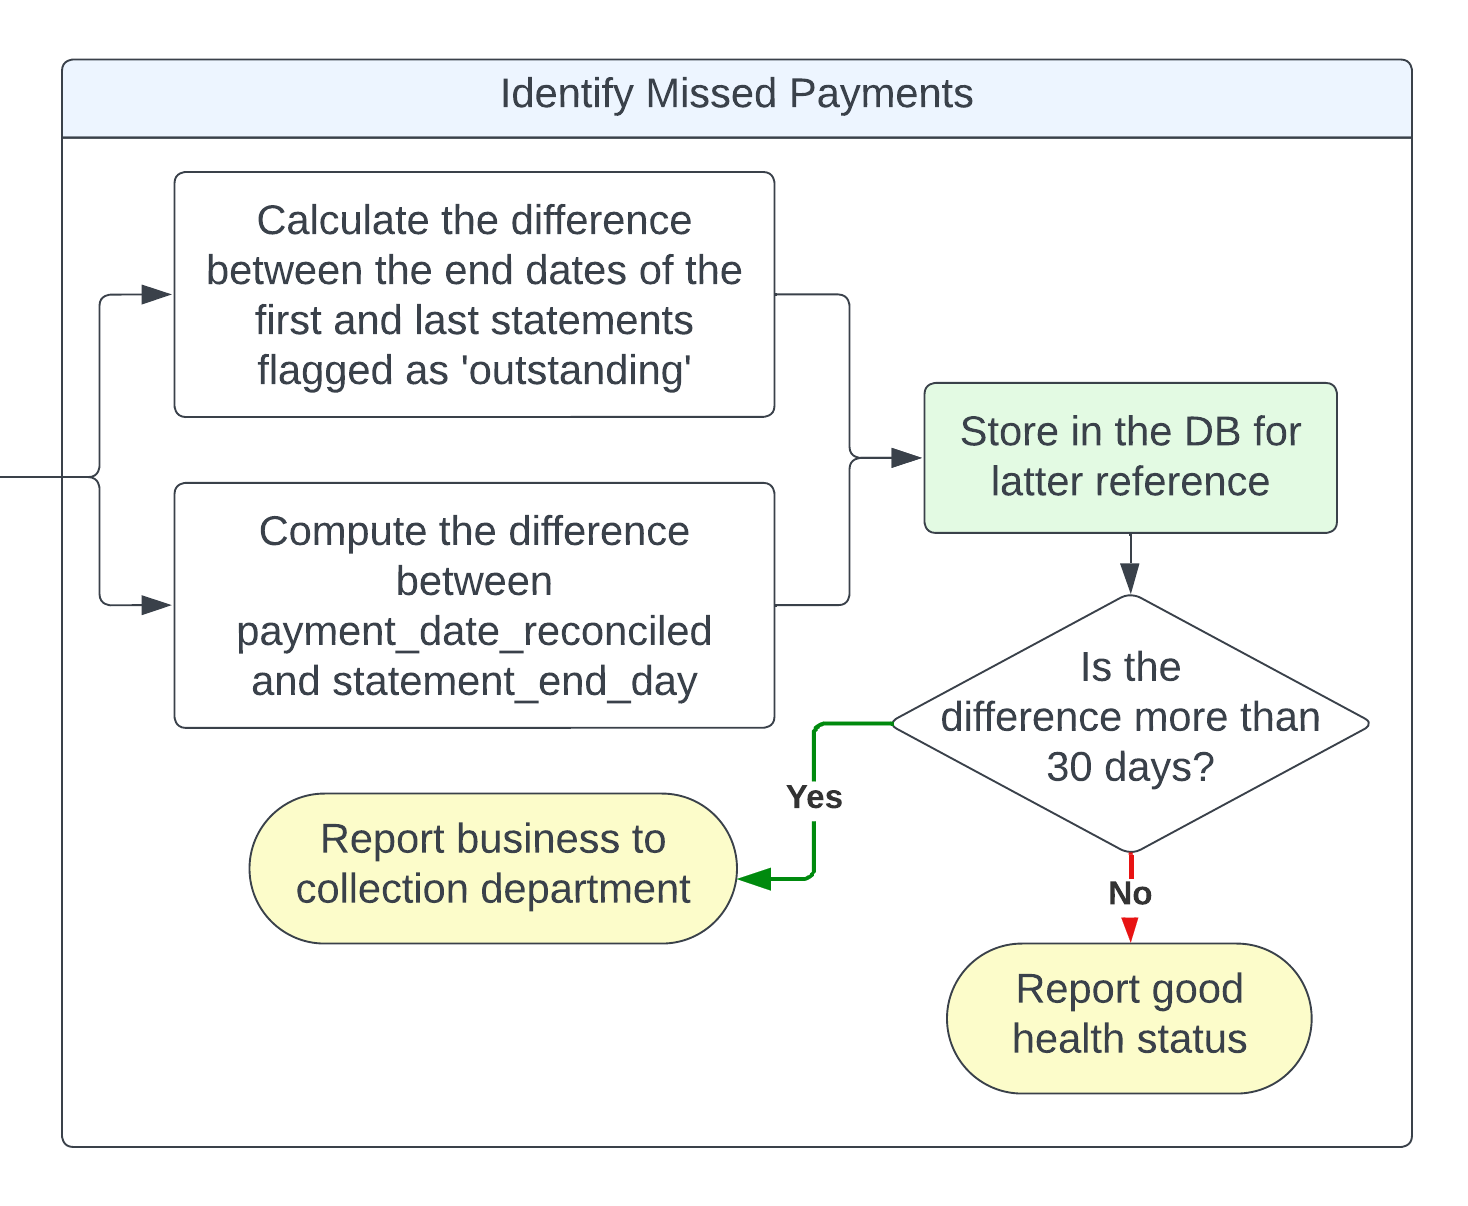 Identify Missed Payments
Calculate the difference
between the end dates of the
first and last statements
flagged as 'outstanding'
Compute the difference
between
payment_date_reconciled
and statement_end_day
Store in the DB for
latter reference
Is the
difference more than
30 days?
Yes
Report business to
collection department
No
Report good
health status